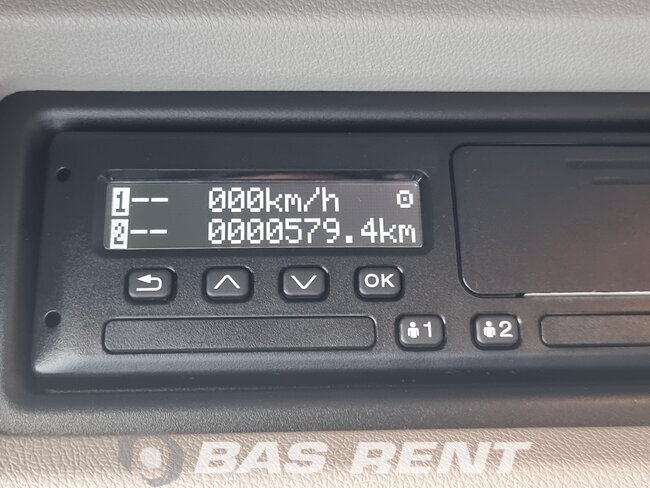 1-- 000km/h
2-- 0000579.4km
OK
1 2
BAS RENT